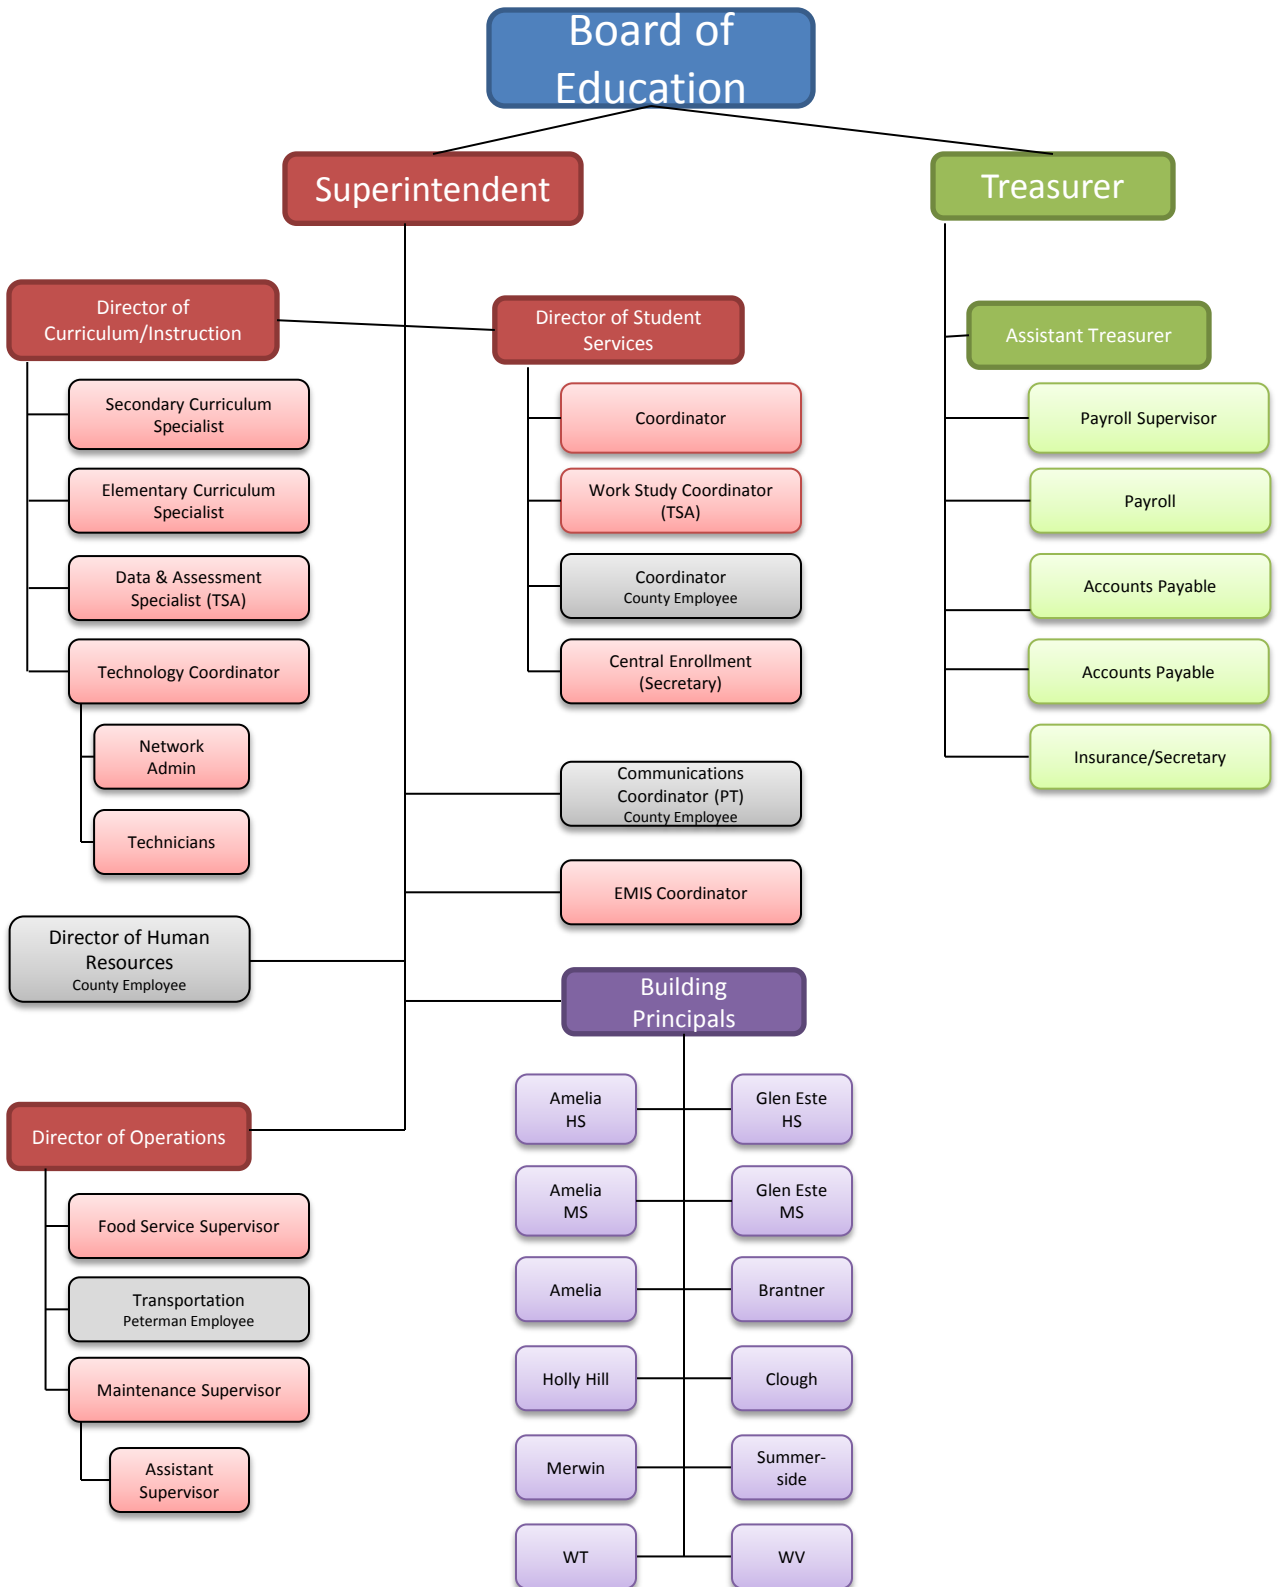 Board of
Education
Superintendent
Treasurer
Director of
Curriculum/Instruction
Director of Student
Services
Assistant Treasurer
Secondary Curriculum
Specialist
Elementary Curriculum
Specialist
Data & Assessment
Specialist (TSA)
Technology Coordinator
Network
Admin
Technicians
Coordinator
Work Study Coordinator
(TSA)
Coordinator
County Employee
Central Enrollment
(Secretary)
Payroll Supervisor
Payroll
Accounts Payable
Accounts Payable
Insurance/Secretary
Communications
Coordinator (PT)
County Employee
EMIS Coordinator
Director of Human
Resources
County Employee
Building
Principals
Amelia
HS
Glen Este
HS
Amelia
MS
Glen Este
MS
Amelia
Brantner
Holly Hill
Clough
Merwin
Summer-
side
WT
WV
Director of Operations
Food Service Supervisor
Transportation
Peterman Employee
Maintenance Supervisor
Assistant
Supervisor